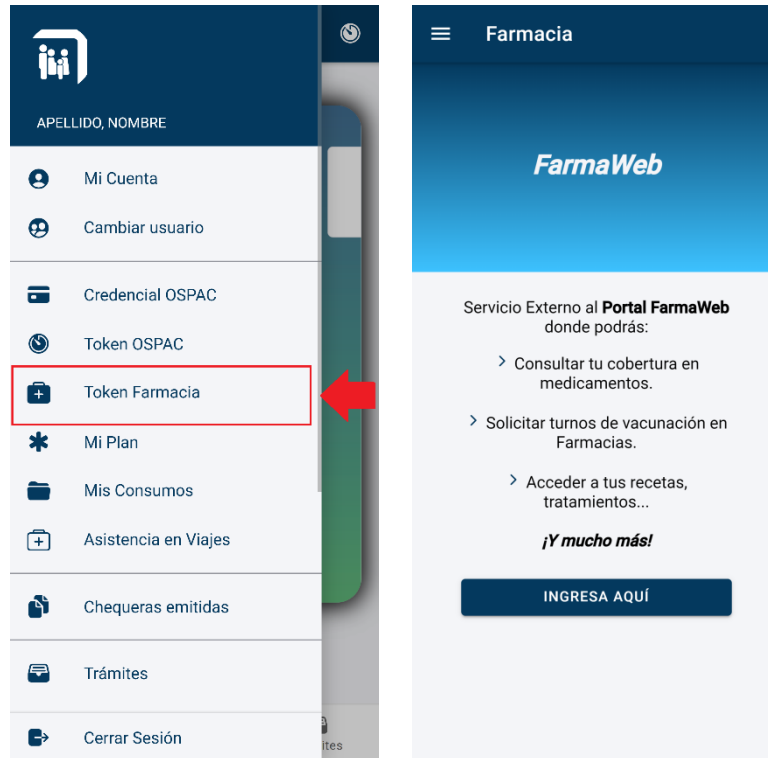 APELLIDO, NOMBRE
Mi Cuenta
Cambiar usuario
Credencial OSPAC
Token OSPAC
Token Farmacia
Mi Plan
Mis Consumos
Asistencia en Viajes
Chequeras emitidas
Trámites
Cerrar Sesión
ites
Farmacia
FarmaWeb
Servicio Externo al Portal FarmaWeb
donde podrás:
Consultar tu cobertura en
medicamentos.
Solicitar turnos de vacunación en
Farmacias.
Acceder a tus recetas,
tratamientos...
¡Y mucho más!
INGRESA AQUÍ